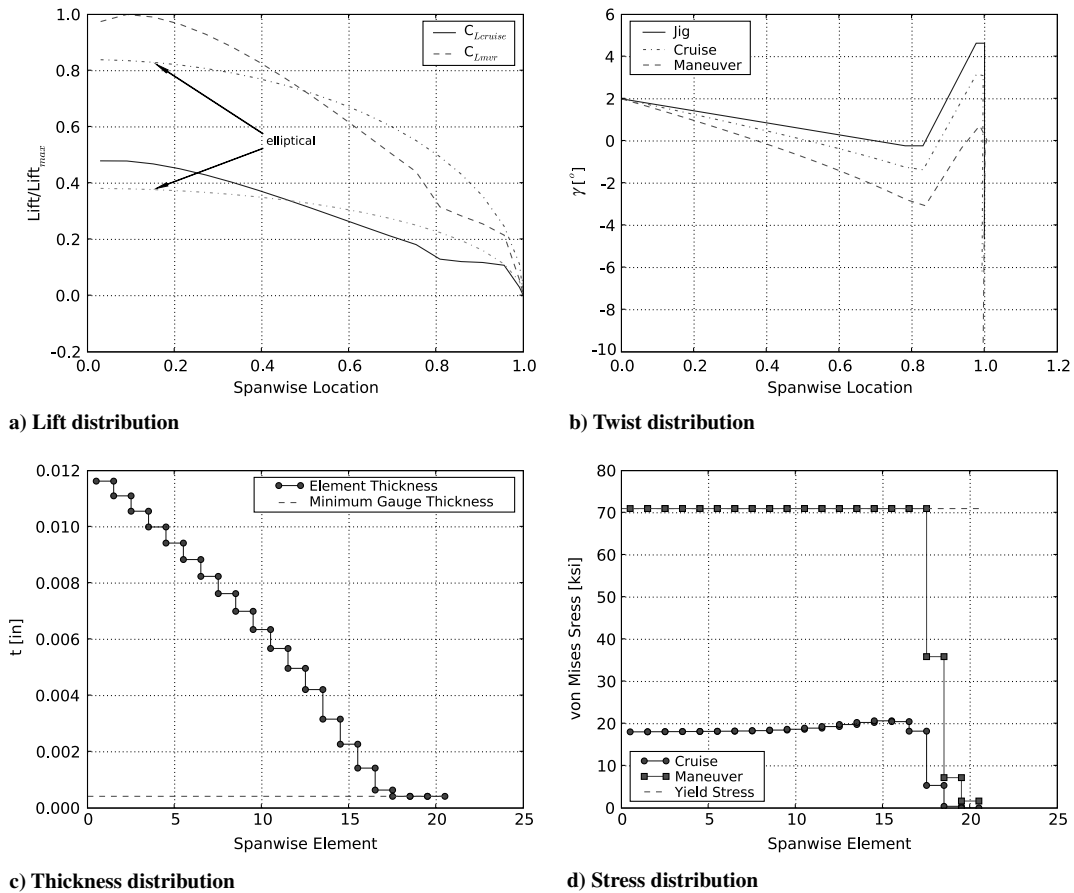 1.0
0.8
0.6
0.4
0.2
0.0
-0.2
Lift/Lift_max
C_Lcruise
C_Lmvr
elliptical
0.0 0.2 0.4 0.6 0.8 1.0
Spanwise Location
a) Lift distribution
6
4
2
0
-2
-4
-6
-8
-10
γ [°]
Jig
Cruise
Maneuver
0.0 0.2 0.4 0.6 0.8 1.0 1.2
Spanwise Location
b) Twist distribution
0.012
0.010
0.008
0.006
0.004
0.002
0.000
t [in]
Element Thickness
Minimum Gauge Thickness
0 5 10 15 20 25
Spanwise Element
c) Thickness distribution
80
70
60
50
40
30
20
10
0
von Mises Sress [ksi]
Cruise
Maneuver
Yield Stress
0 5 10 15 20 25
Spanwise Element
d) Stress distribution